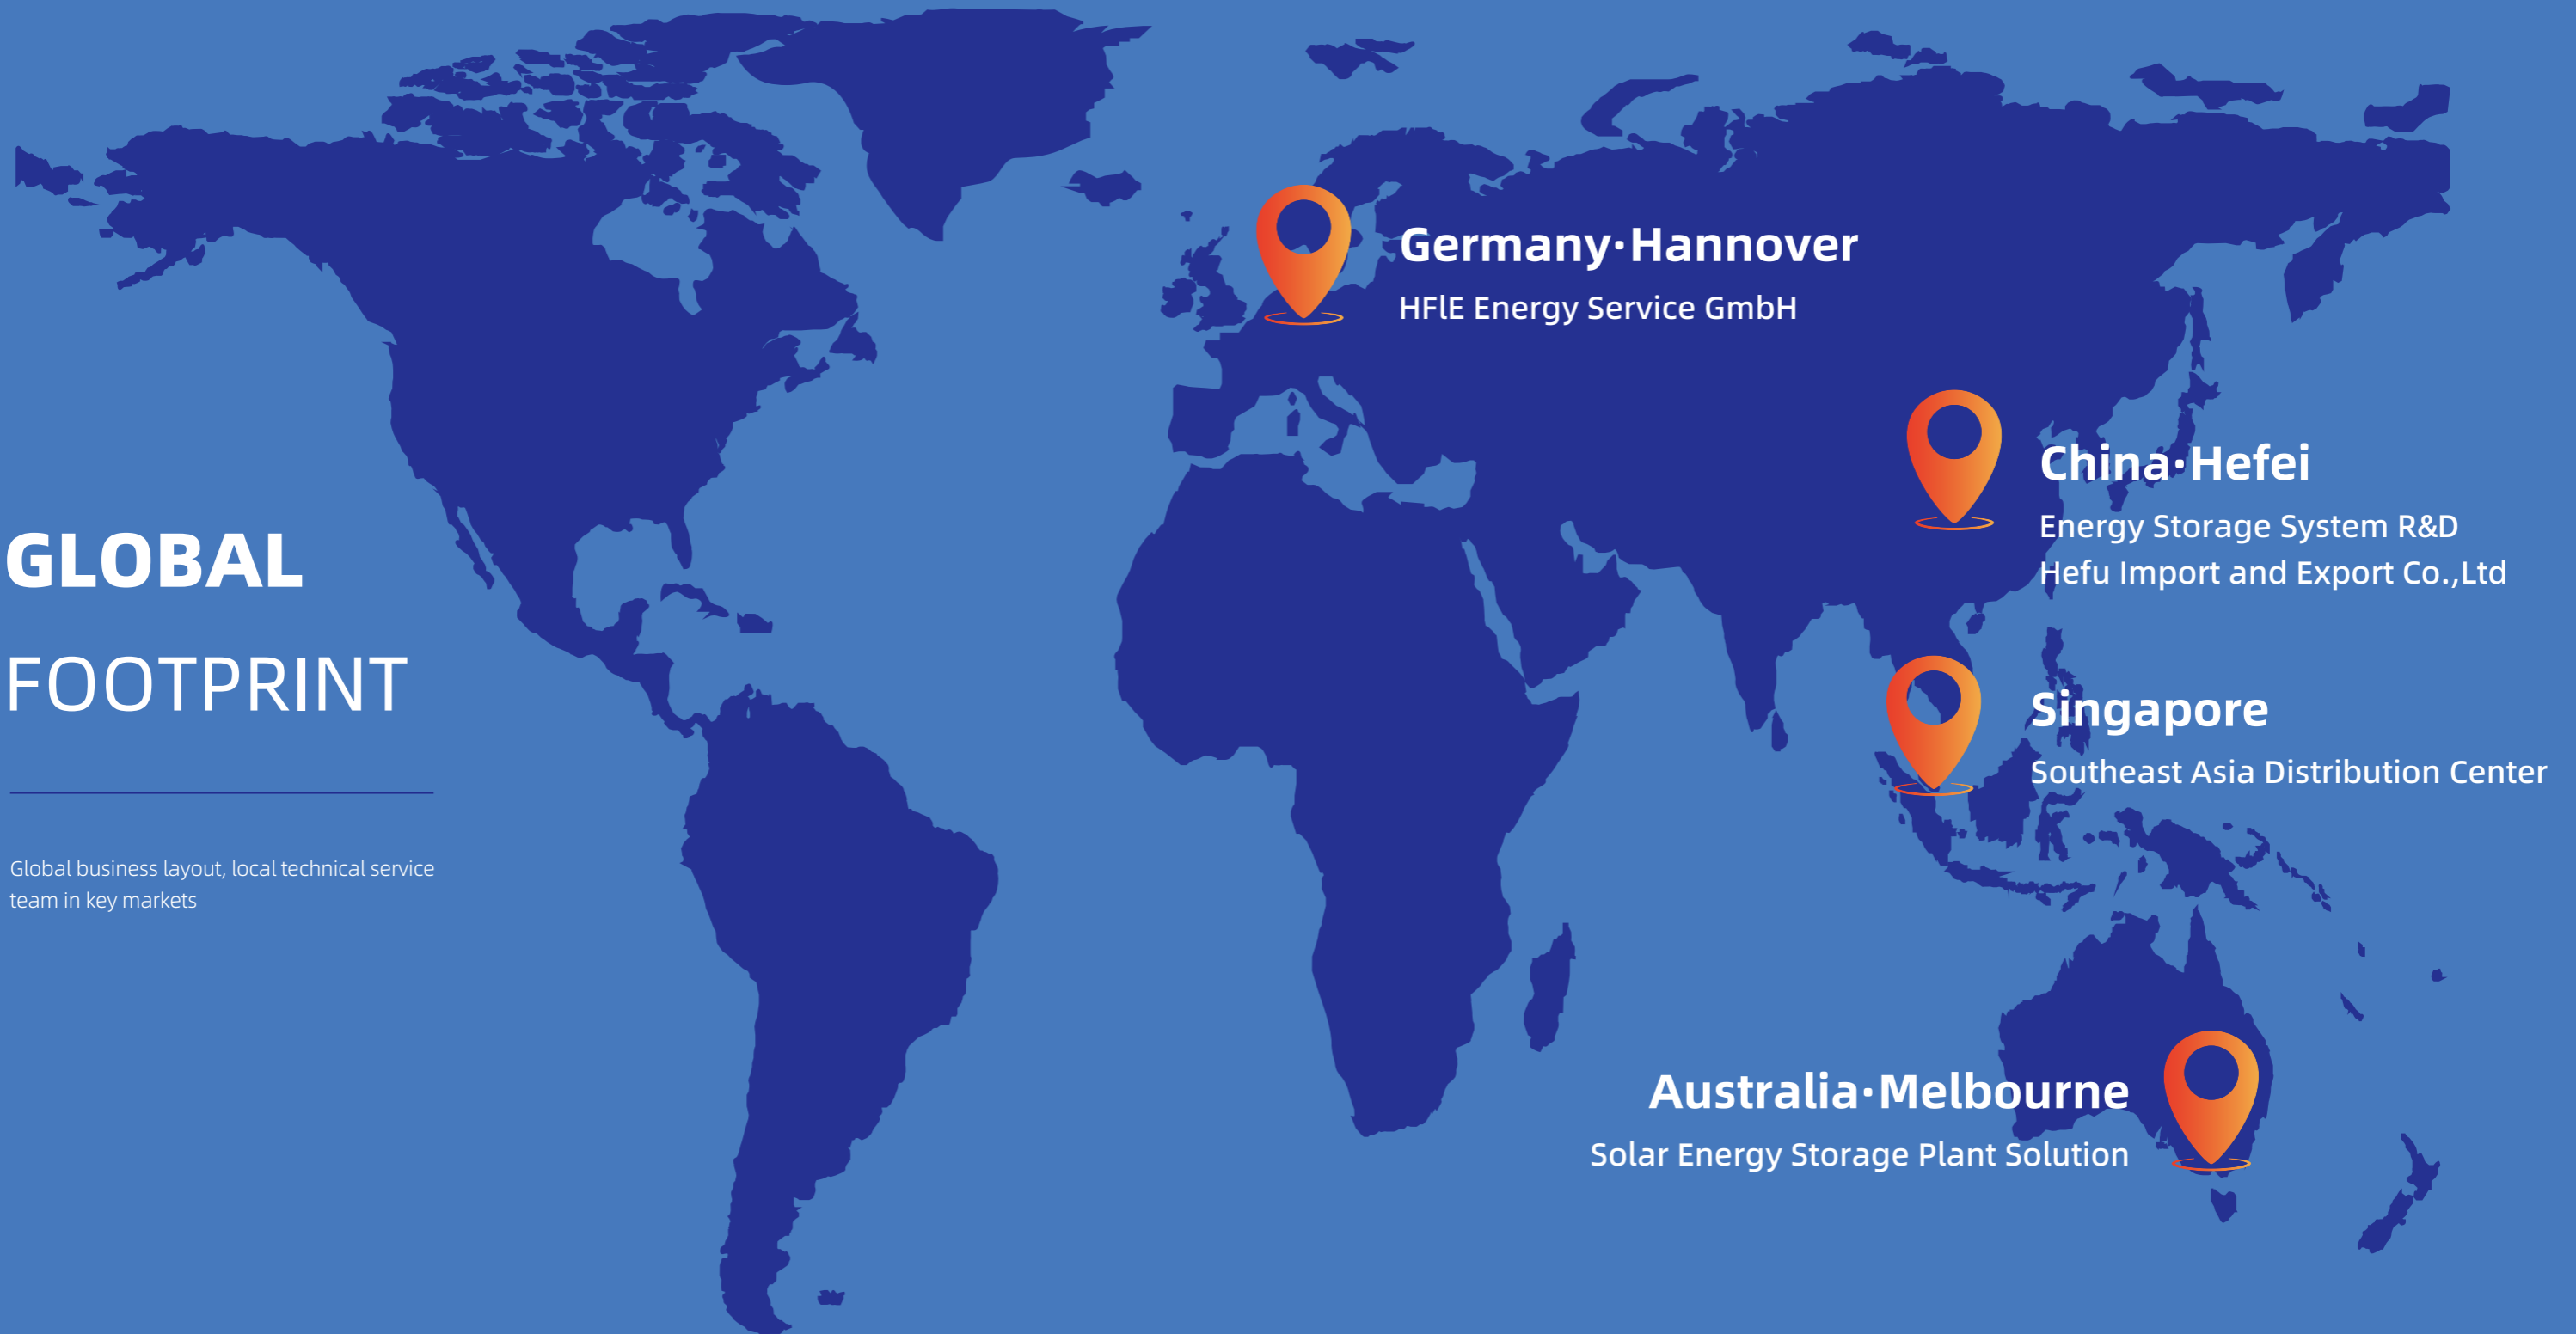 GLOBAL
FOOTPRINT
Global business layout, local technical service
team in key markets
Germany·Hannover
HFlE Energy Service GmbH
China·Hefei
Energy Storage System R&D
Hefu Import and Export Co.,Ltd
Singapore
Southeast Asia Distribution Center
Australia·Melbourne
Solar Energy Storage Plant Solution